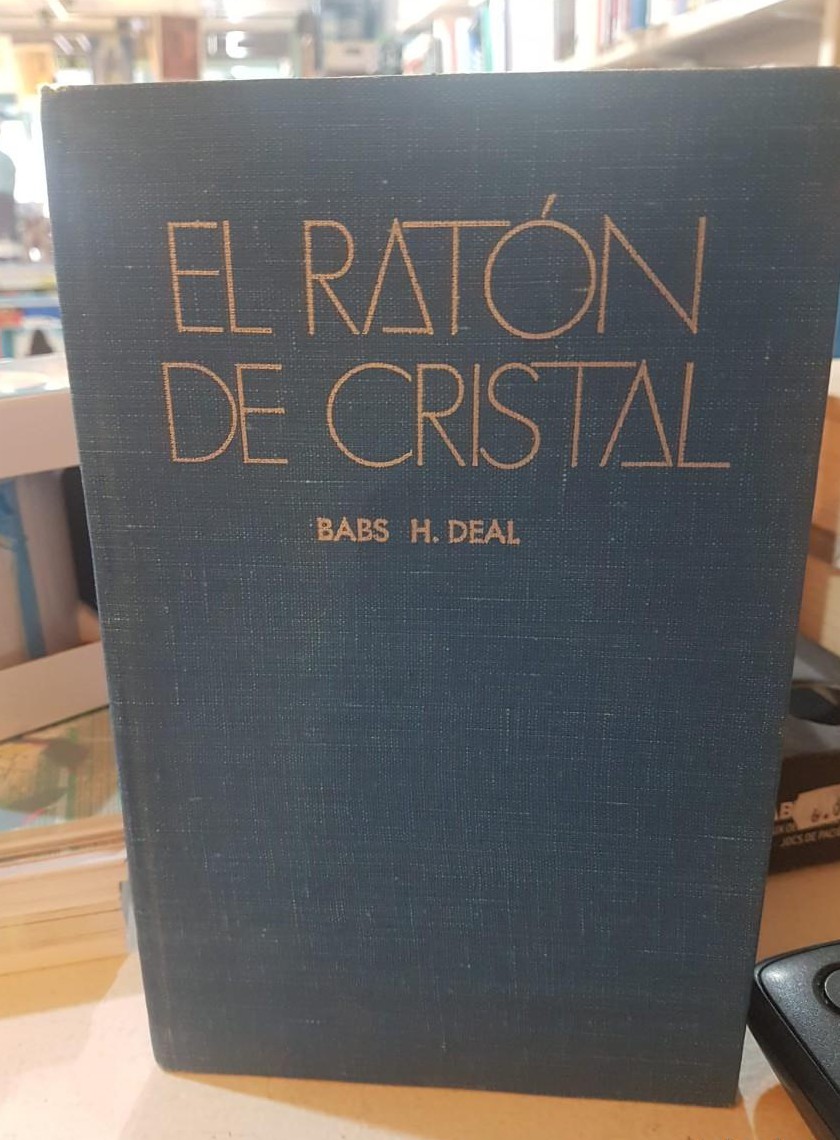 EL RATÓN
DE CRISTAL
BABS H. DEAL